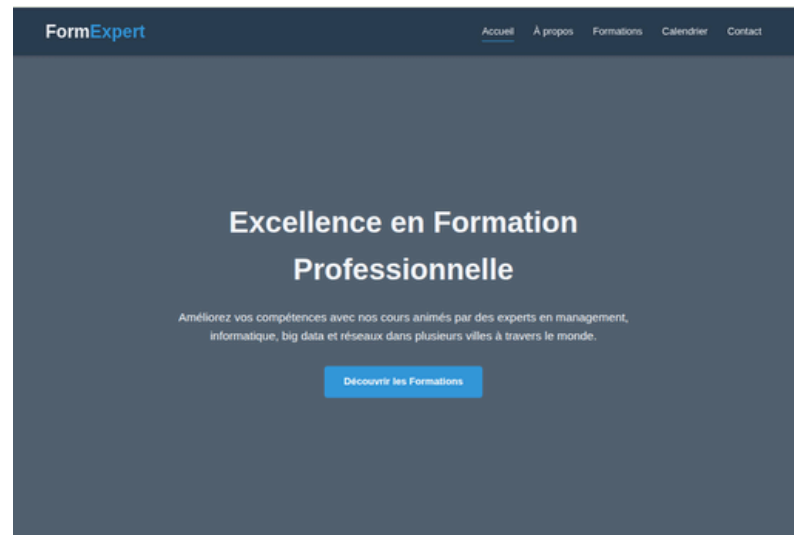 FormExpert
Accueil À propos Formations Calendrier Contact
Excellence en Formation
Professionnelle
Améliorez vos compétences avec nos cours animés par des experts en management,
informatique, big data et réseaux dans plusieurs villes à travers le monde.
Découvrir les Formations